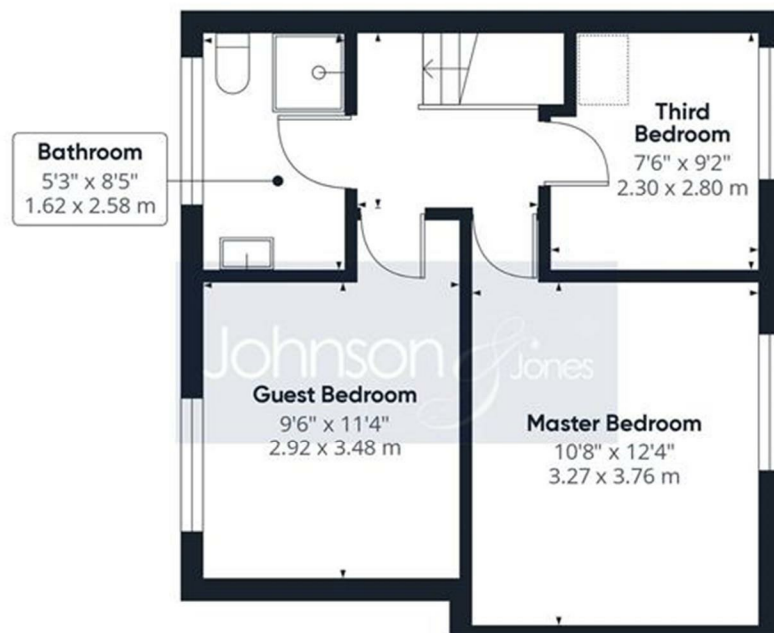 Bathroom
5'3" x 8'5"
1.62 x 2.58 m
Third
Bedroom
7'6" x 9'2"
2.30 x 2.80 m
Johnson & Jones
Guest Bedroom
9'6" x 11'4"
2.92 x 3.48 m
Master Bedroom
10'8" x 12'4"
3.27 x 3.76 m